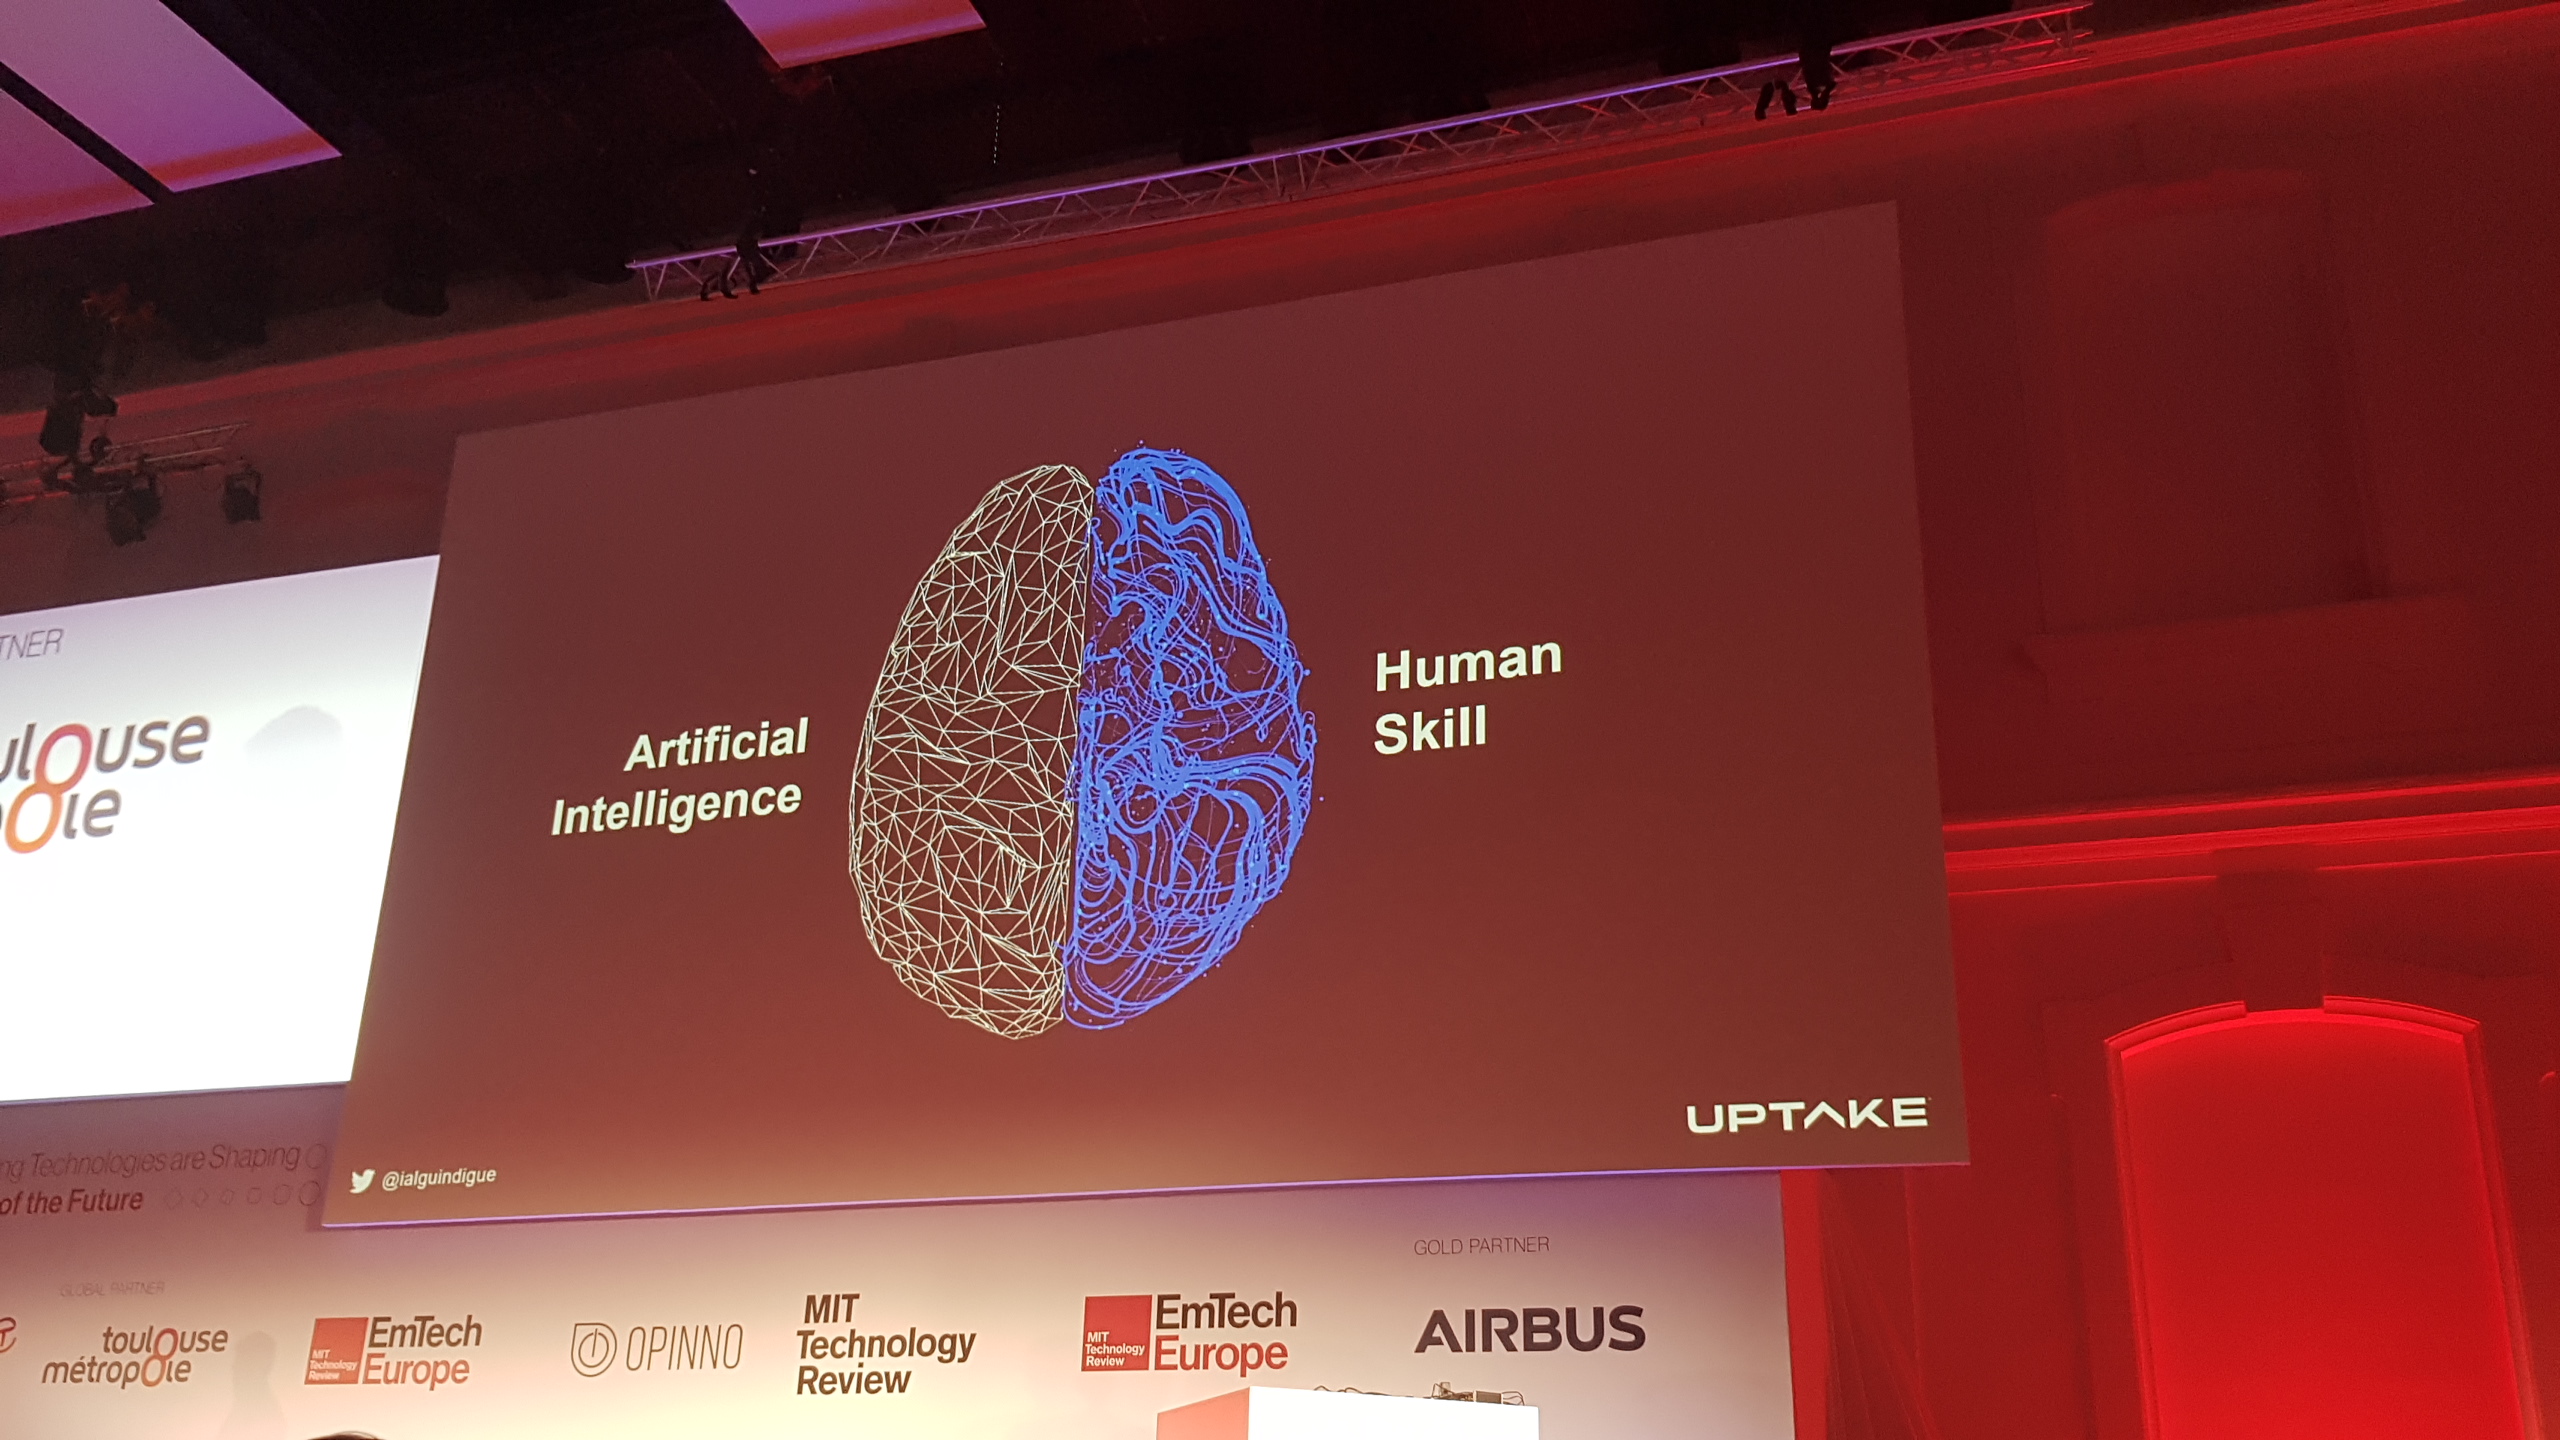 TNER
ulouse
ole
Artificial
Intelligence
Human
Skill
UPTAKE
@ialguindigue
ng Technologies are Shaping
of the Future
GLOBAL PARTNER
toulouse
métropole
MIT
Technology
Review
EmTech
Europe
OPINNO
MIT
Technology
Review
MIT
Technology
Review
EmTech
Europe
GOLD PARTNER
AIRBUS